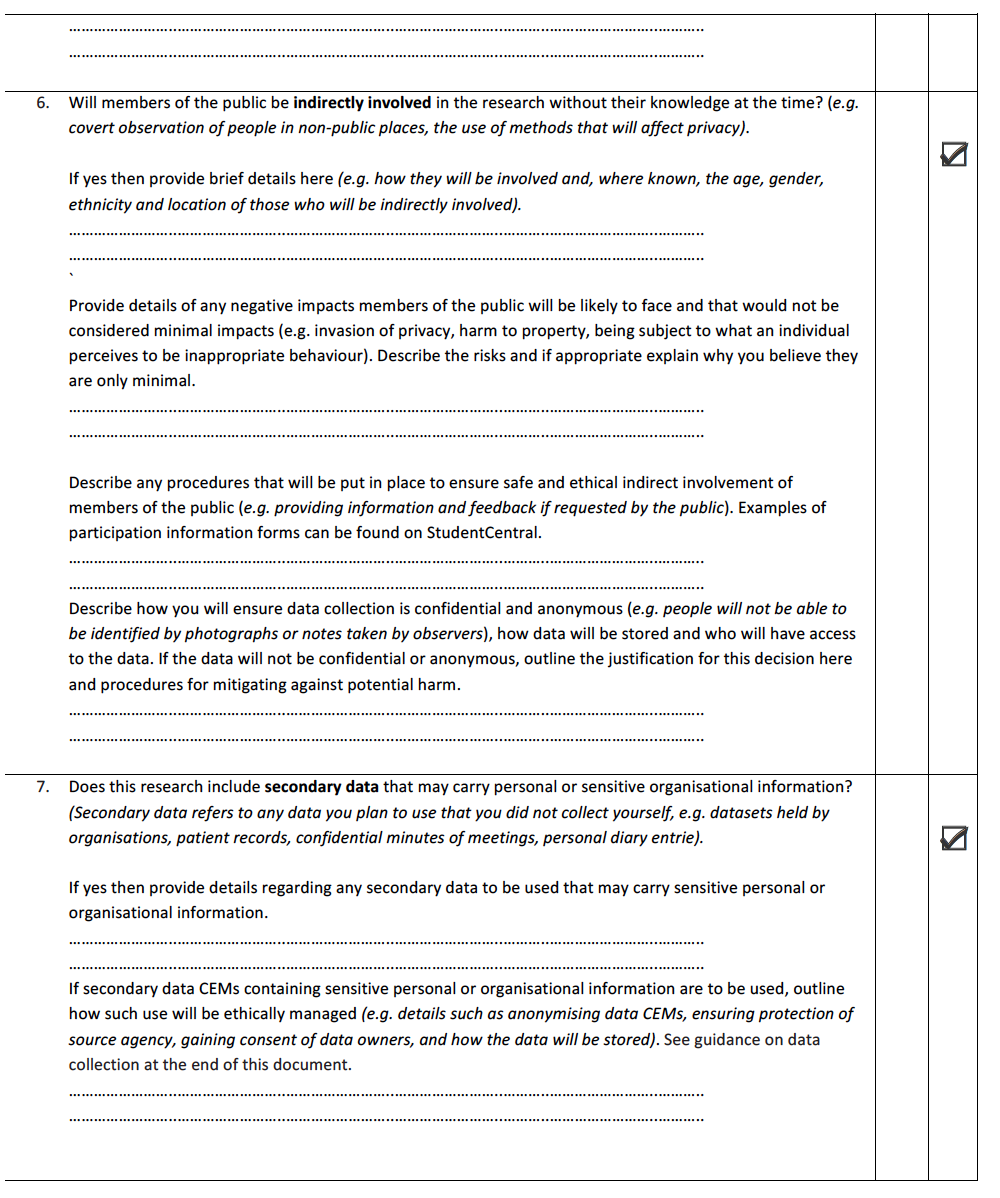 ……………………………………………………………………………………………………………………………………
……………………………………………………………………………………………………………………………………
6. Will members of the public be indirectly involved in the research without their knowledge at the time? (e.g.
covert observation of people in non-public places, the use of methods that will affect privacy).
☑
If yes then provide brief details here (e.g. how they will be involved and, where known, the age, gender,
ethnicity and location of those who will be indirectly involved).
……………………………………………………………………………………………………………………………………
……………………………………………………………………………………………………………………………………
`
Provide details of any negative impacts members of the public will be likely to face and that would not be
considered minimal impacts (e.g. invasion of privacy, harm to property, being subject to what an individual
perceives to be inappropriate behaviour). Describe the risks and if appropriate explain why you believe they
are only minimal.
……………………………………………………………………………………………………………………………………
……………………………………………………………………………………………………………………………………
Describe any procedures that will be put in place to ensure safe and ethical indirect involvement of
members of the public (e.g. providing information and feedback if requested by the public). Examples of
participation information forms can be found on StudentCentral.
……………………………………………………………………………………………………………………………………
……………………………………………………………………………………………………………………………………
Describe how you will ensure data collection is confidential and anonymous (e.g. people will not be able to
be identified by photographs or notes taken by observers), how data will be stored and who will have access
to the data. If the data will not be confidential or anonymous, outline the justification for this decision here
and procedures for mitigating against potential harm.
……………………………………………………………………………………………………………………………………
……………………………………………………………………………………………………………………………………
7. Does this research include secondary data that may carry personal or sensitive organisational information?
(Secondary data refers to any data you plan to use that you did not collect yourself, e.g. datasets held by
organisations, patient records, confidential minutes of meetings, personal diary entrie).
☑
If yes then provide details regarding any secondary data to be used that may carry sensitive personal or
organisational information.
……………………………………………………………………………………………………………………………………
……………………………………………………………………………………………………………………………………
If secondary data CEMs containing sensitive personal or organisational information are to be used, outline
how such use will be ethically managed (e.g. details such as anonymising data CEMs, ensuring protection of
source agency, gaining consent of data owners, and how the data will be stored). See guidance on data
collection at the end of this document.
……………………………………………………………………………………………………………………………………
……………………………………………………………………………………………………………………………………